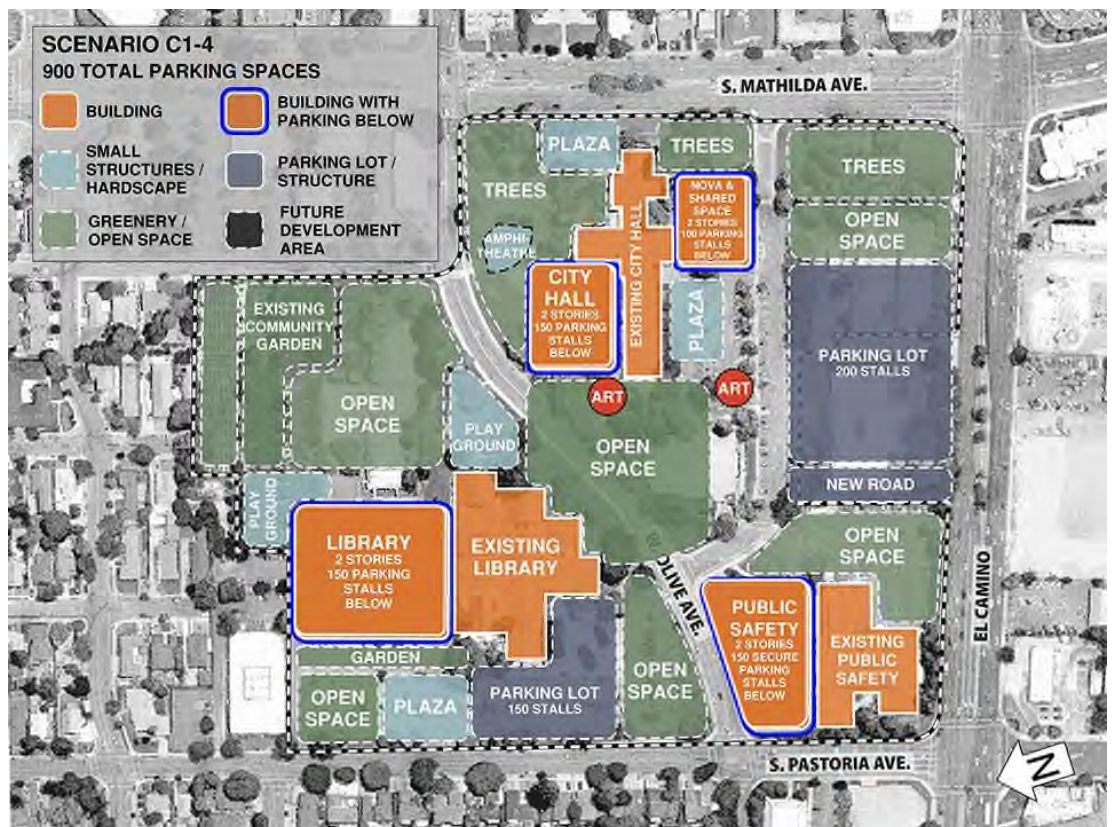 SCENARIO C1-4
900 TOTAL PARKING SPACES
BUILDING
BUILDING WITH
PARKING BELOW
SMALL
STRUCTURES /
HARDSCAPE
PARKING LOT /
STRUCTURE
GREENERY /
OPEN SPACE
FUTURE
DEVELOPMENT
AREA
S. MATHILDA AVE.
PLAZA
TREES
TREES
TREES
NOVA &
SHARED
SPACE
2 STORIES
100 PARKING
STALLS
BELOW
OPEN
SPACE
AMPHI-
THEATRE
EXISTING CITY HALL
CITY
HALL
2 STORIES
150 PARKING
STALLS
BELOW
PLAZA
EXISTING
COMMUNITY
GARDEN
PARKING LOT
200 STALLS
ART
ART
OPEN
SPACE
PLAY
GROUND
OPEN
SPACE
NEW ROAD
PLAY
GROUND
LIBRARY
2 STORIES
150 PARKING
STALLS
BELOW
EXISTING
LIBRARY
OPEN
SPACE
OLIVE AVE.
EL CAMINO
PUBLIC
SAFETY
2 STORIES
150 SECURE
PARKING
STALLS
BELOW
EXISTING
PUBLIC
SAFETY
GARDEN
OPEN
SPACE
PLAZA
PARKING LOT
150 STALLS
OPEN
SPACE
S. PASTORIA AVE.
N